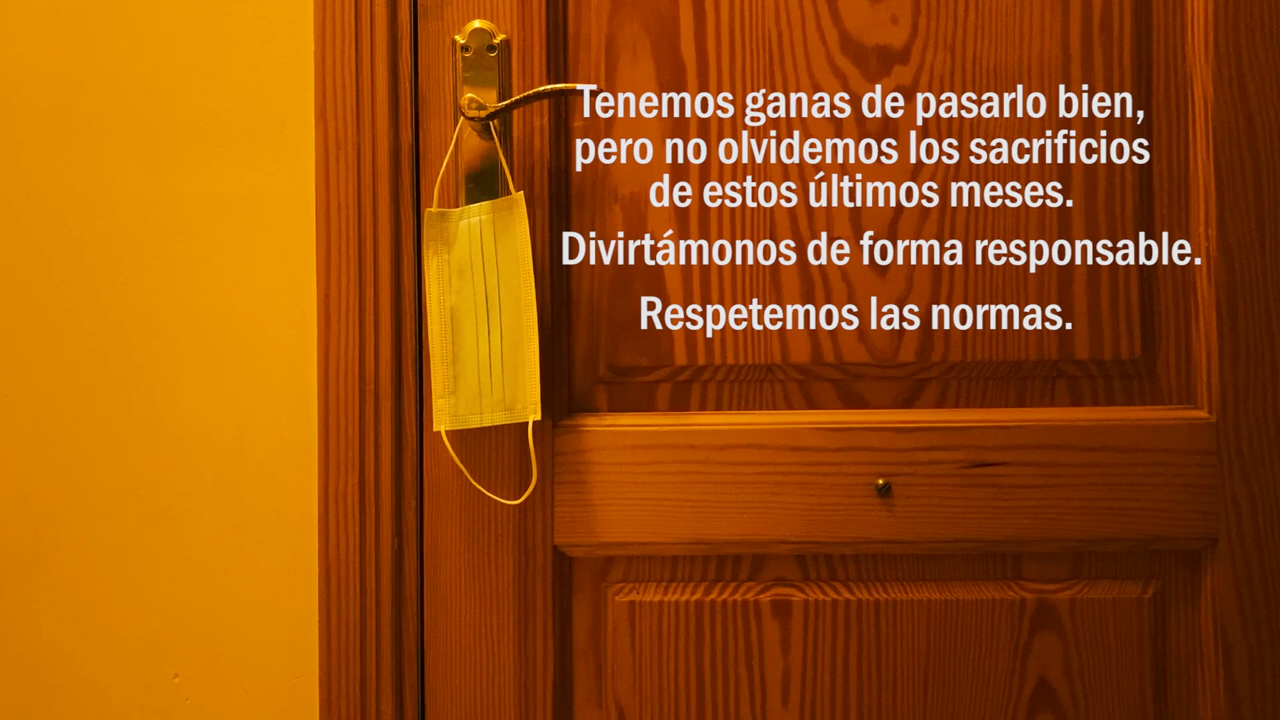 Tenemos ganas de pasarlo bien,
pero no olvidemos los sacrificios
de estos últimos meses.
Divirtámonos de forma responsable.
Respetemos las normas.